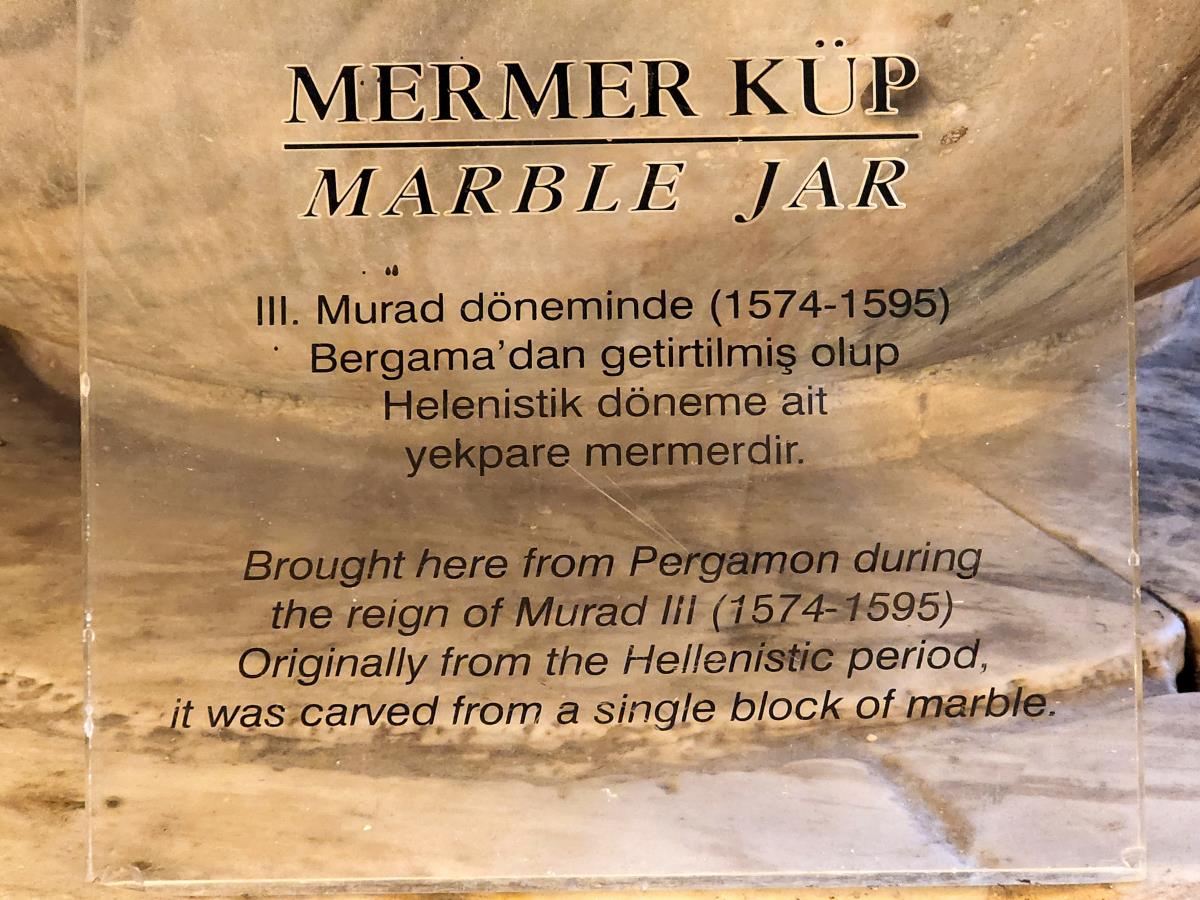 MERMER KÜP
MARBLE JAR
III. Murad döneminde (1574-1595)
Bergama'dan getirtilmiş olup
Helenistik döneme ait
yekpare mermerdir.
Brought here from Pergamon during
the reign of Murad III (1574-1595)
Originally from the Hellenistic period,
it was carved from a single block of marble.